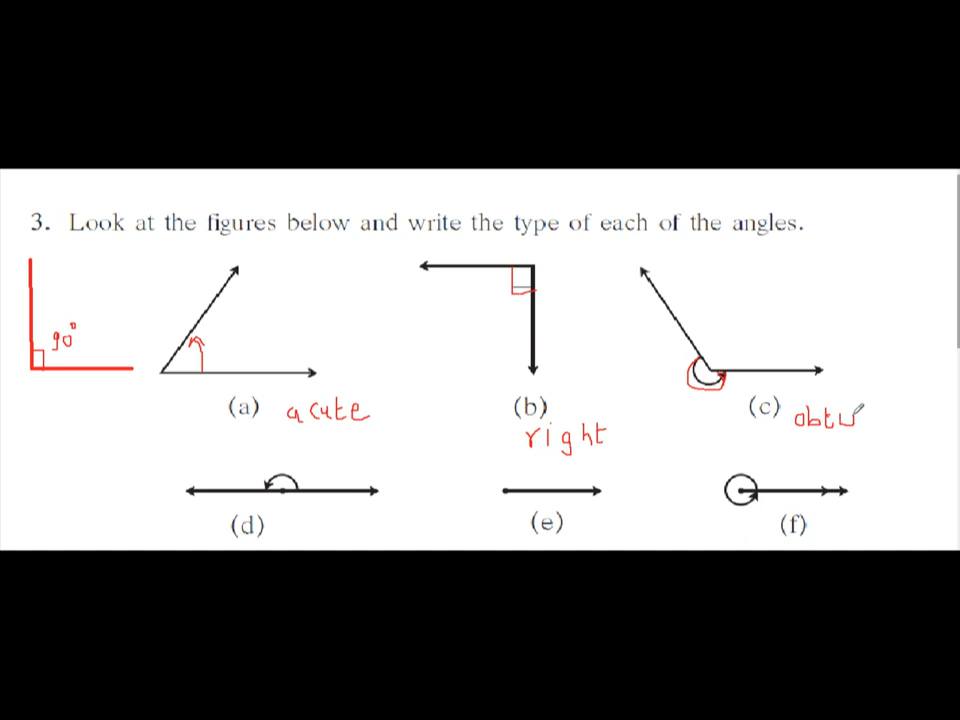 3. Look at the figures below and write the type of each of the angles.
90°
(a) acute
(b)
right
(c) obtu
(d)
(e)
(f)